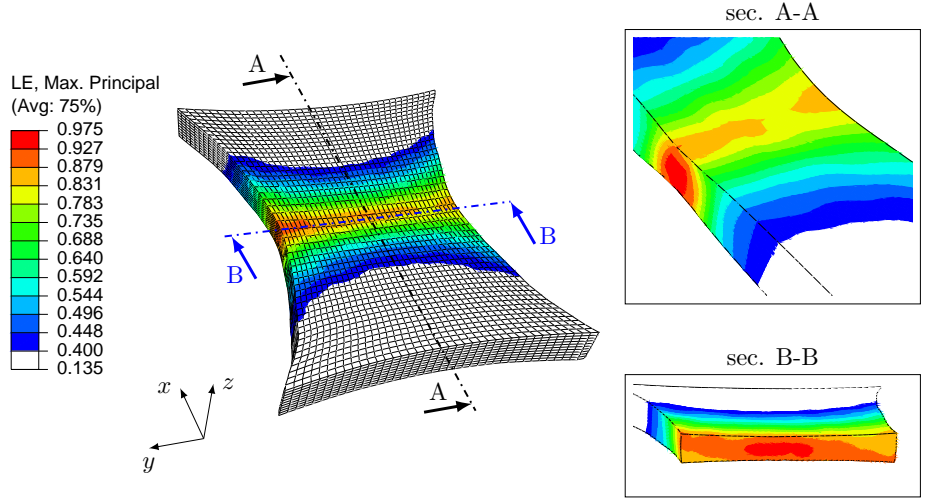 sec. A-A
A
LE, Max. Principal
(Avg: 75%)
0.975
0.927
0.879
0.831
0.783
0.735
0.688
0.640
0.592
0.544
0.496
0.448
0.400
0.135
B
B
sec. B-B
x
z
y
A